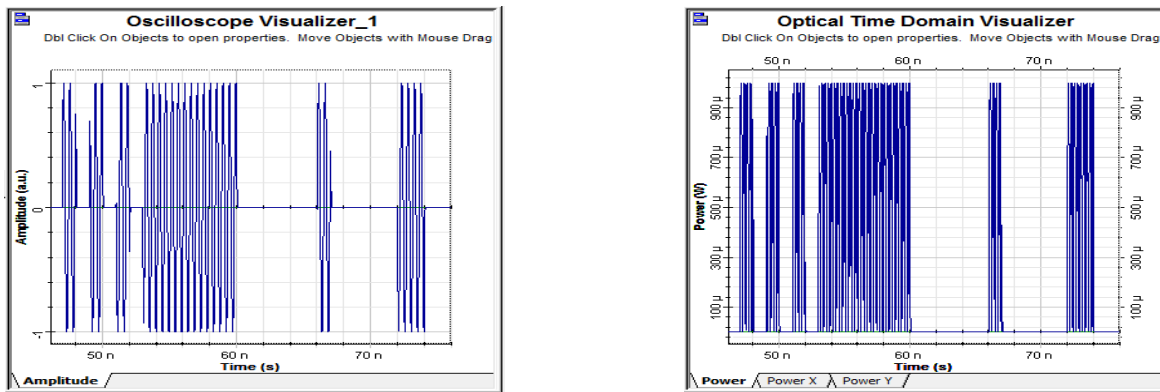 Oscilloscope Visualizer_1
Dbl Click On Objects to open properties. Move Objects with Mouse Drag
Amplitude (a.u.)
1
0
-1
50 n 60 n 70 n
Time (s)
Amplitude
Optical Time Domain Visualizer
Dbl Click On Objects to open properties. Move Objects with Mouse Drag
50 n 60 n 70 n
Power (W)
900 µ 900 µ
700 µ 700 µ
500 µ 500 µ
300 µ 300 µ
100 µ 100 µ
50 n 60 n 70 n
Time (s)
Power Power X Power Y